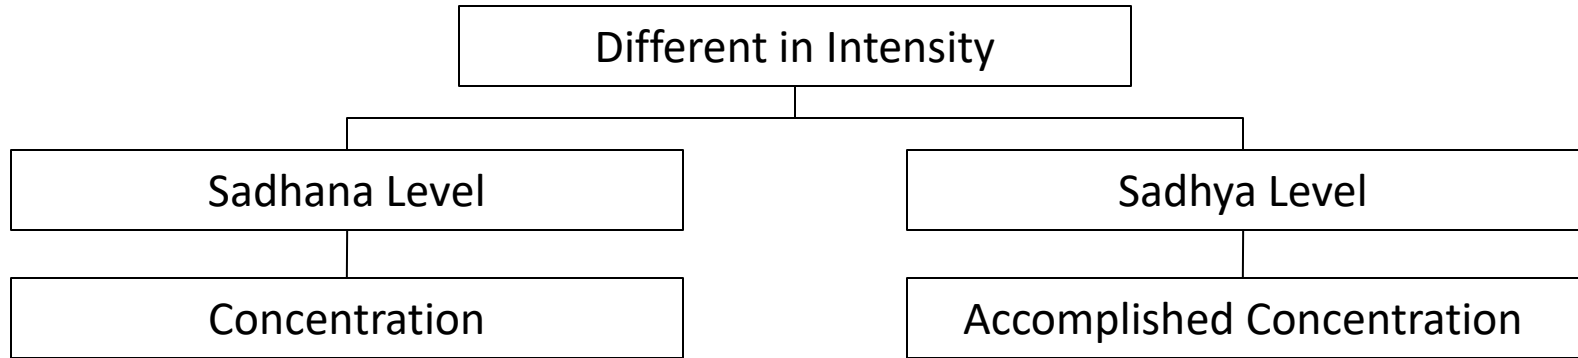 Different in Intensity
Sadhana Level
Sadhya Level
Concentration
Accomplished Concentration